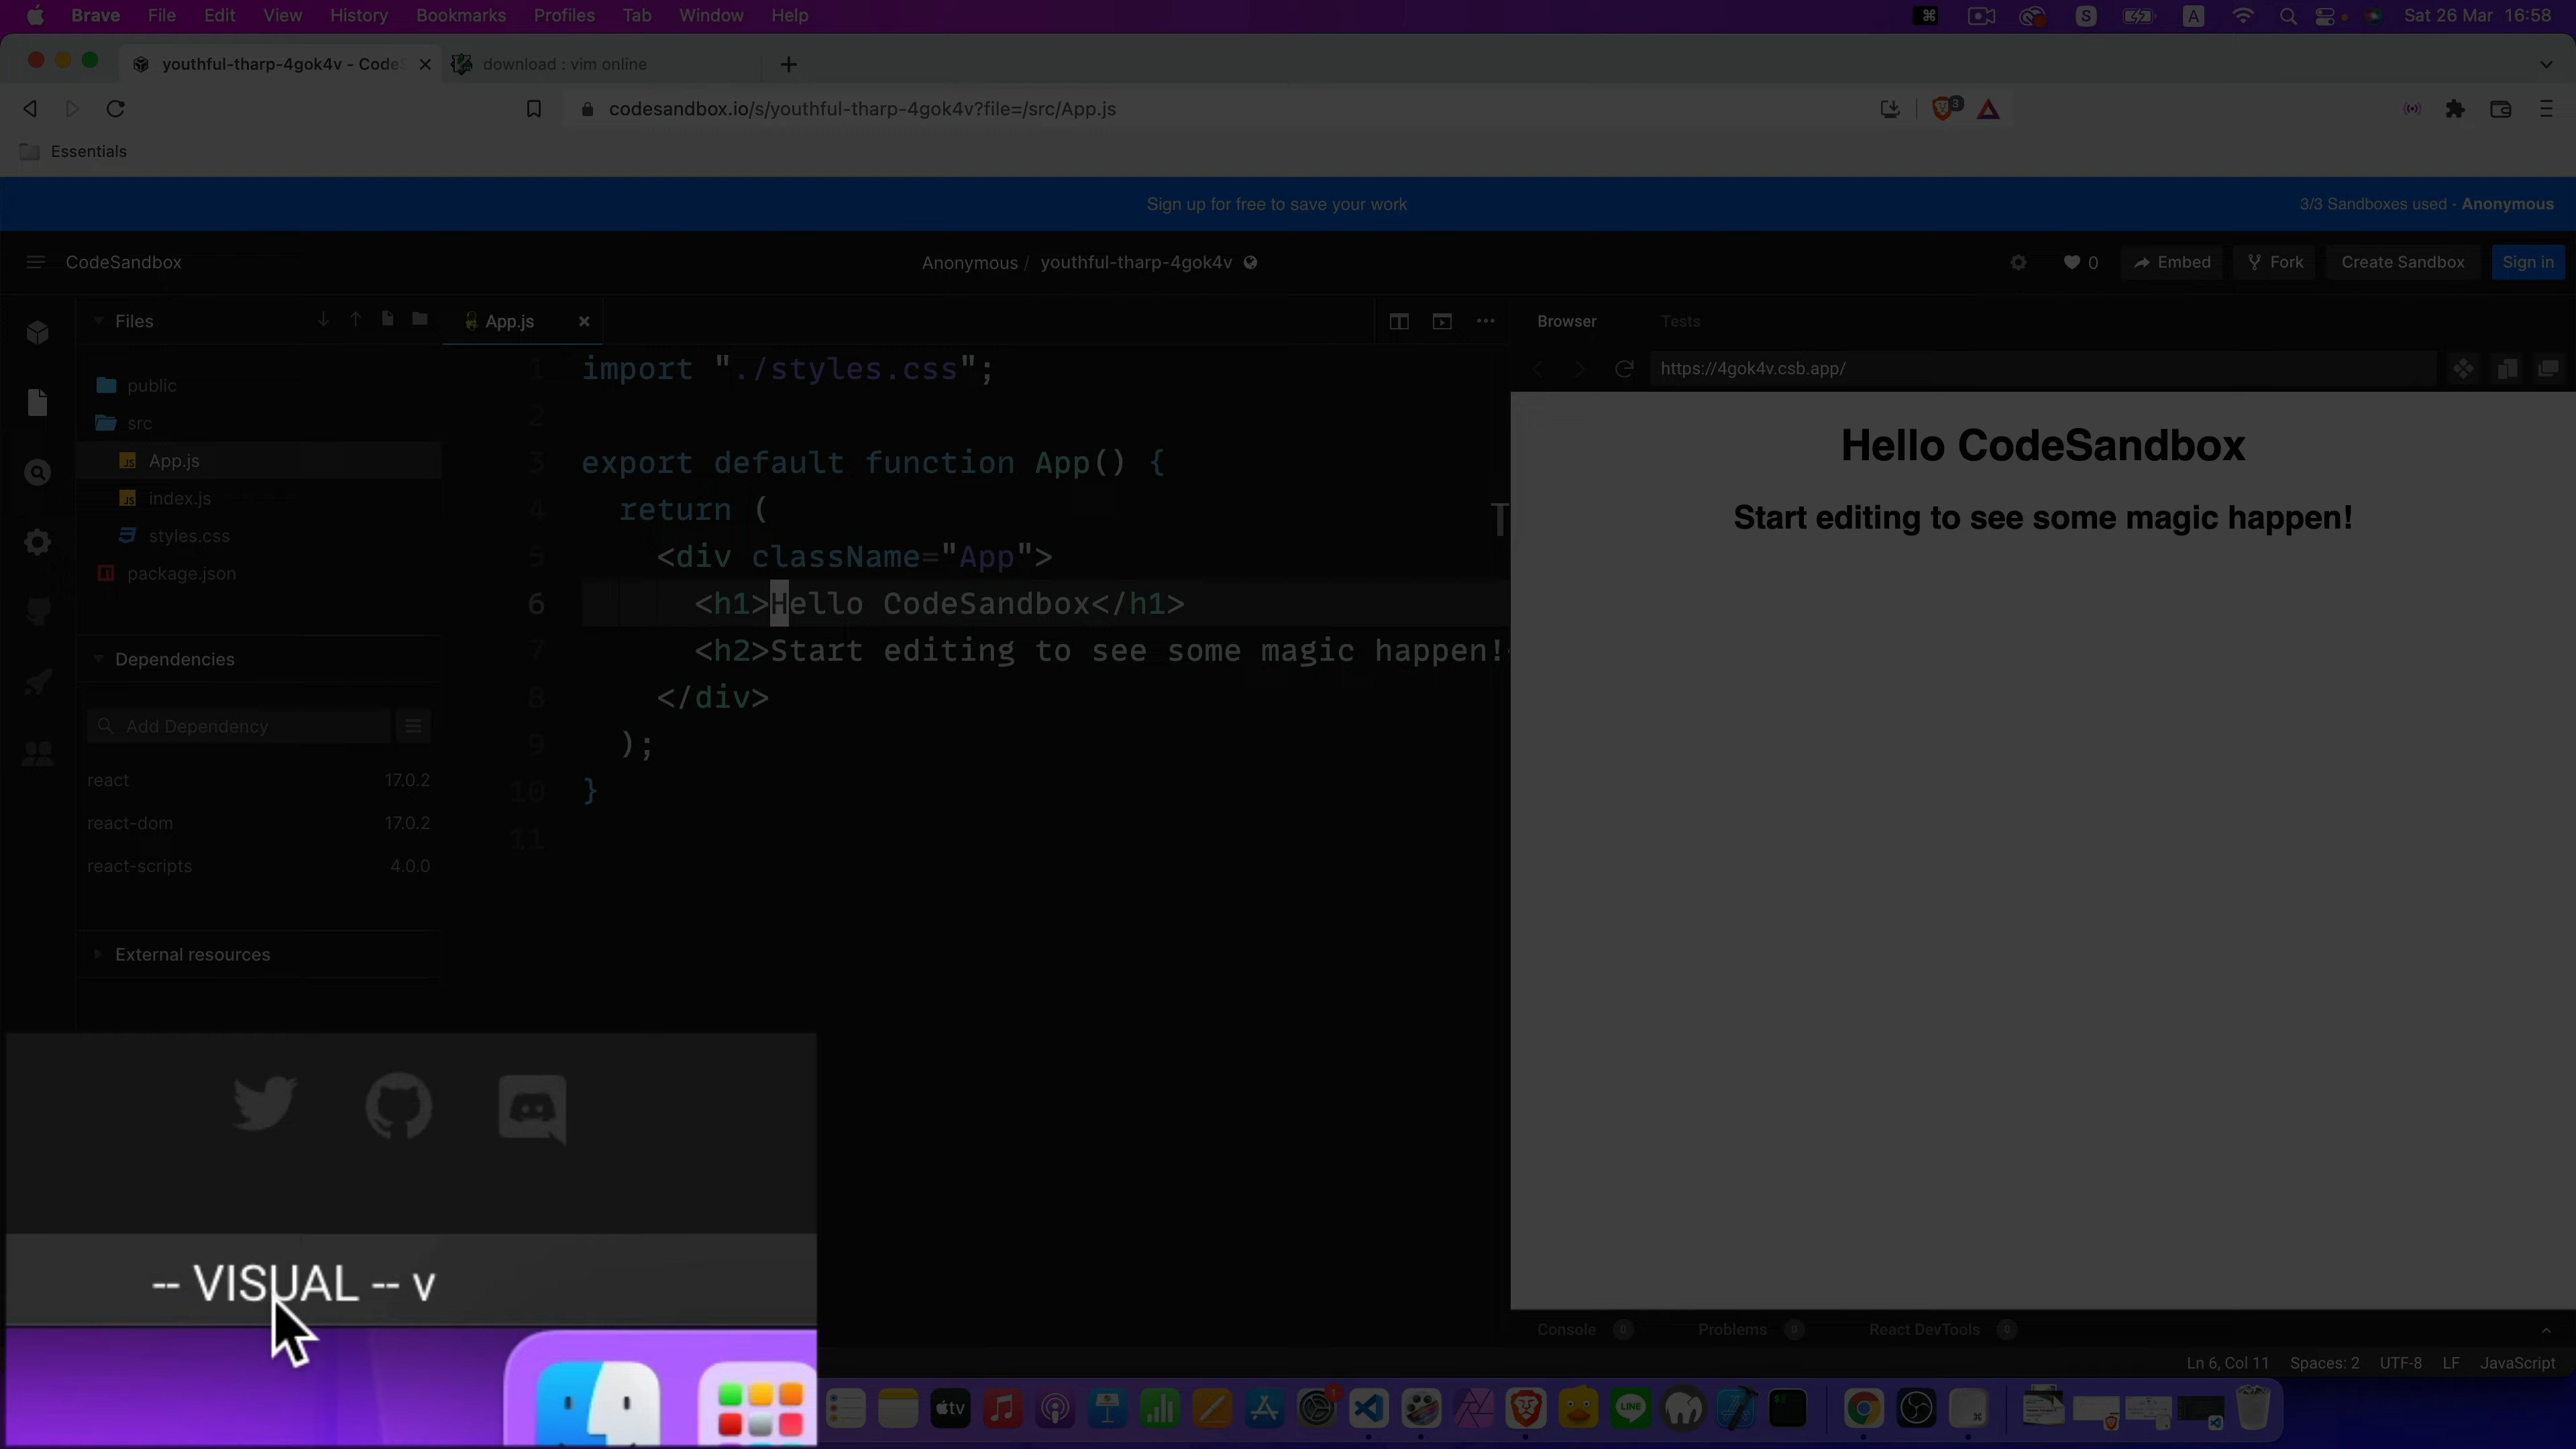 Brave File Edit View History Bookmarks Profiles Tab Window Help
Sat 26 Mar 16:58
youthful-tharp-4gok4v - CodeS
download : vim online
codesandbox.io/s/youthful-tharp-4gok4v?file=/src/App.js
3
Essentials
Sign up for free to save your work
3/3 Sandboxes used - Anonymous
CodeSandbox
Anonymous / youthful-tharp-4gok4v
0
Embed
Fork
Create Sandbox
Sign in
Files
App.js
Browser
Tests
https://4gok4v.csb.app/
public
src
App.js
index.js
styles.css
package.json
Dependencies
Add Dependency
react 17.0.2
react-dom 17.0.2
react-scripts 4.0.0
External resources
1 import "./styles.css";
2
3 export default function App() {
4 return (
5 <div className="App">
6 <h1>Hello CodeSandbox</h1>
7 <h2>Start editing to see some magic happen!
8 </div>
9 );
10 }
11
T
Hello CodeSandbox
Start editing to see some magic happen!
-- VISUAL -- v
Console 0
Problems 0
React DevTools 0
Ln 6, Col 11 Spaces: 2 UTF-8 LF JavaScript
tv
1